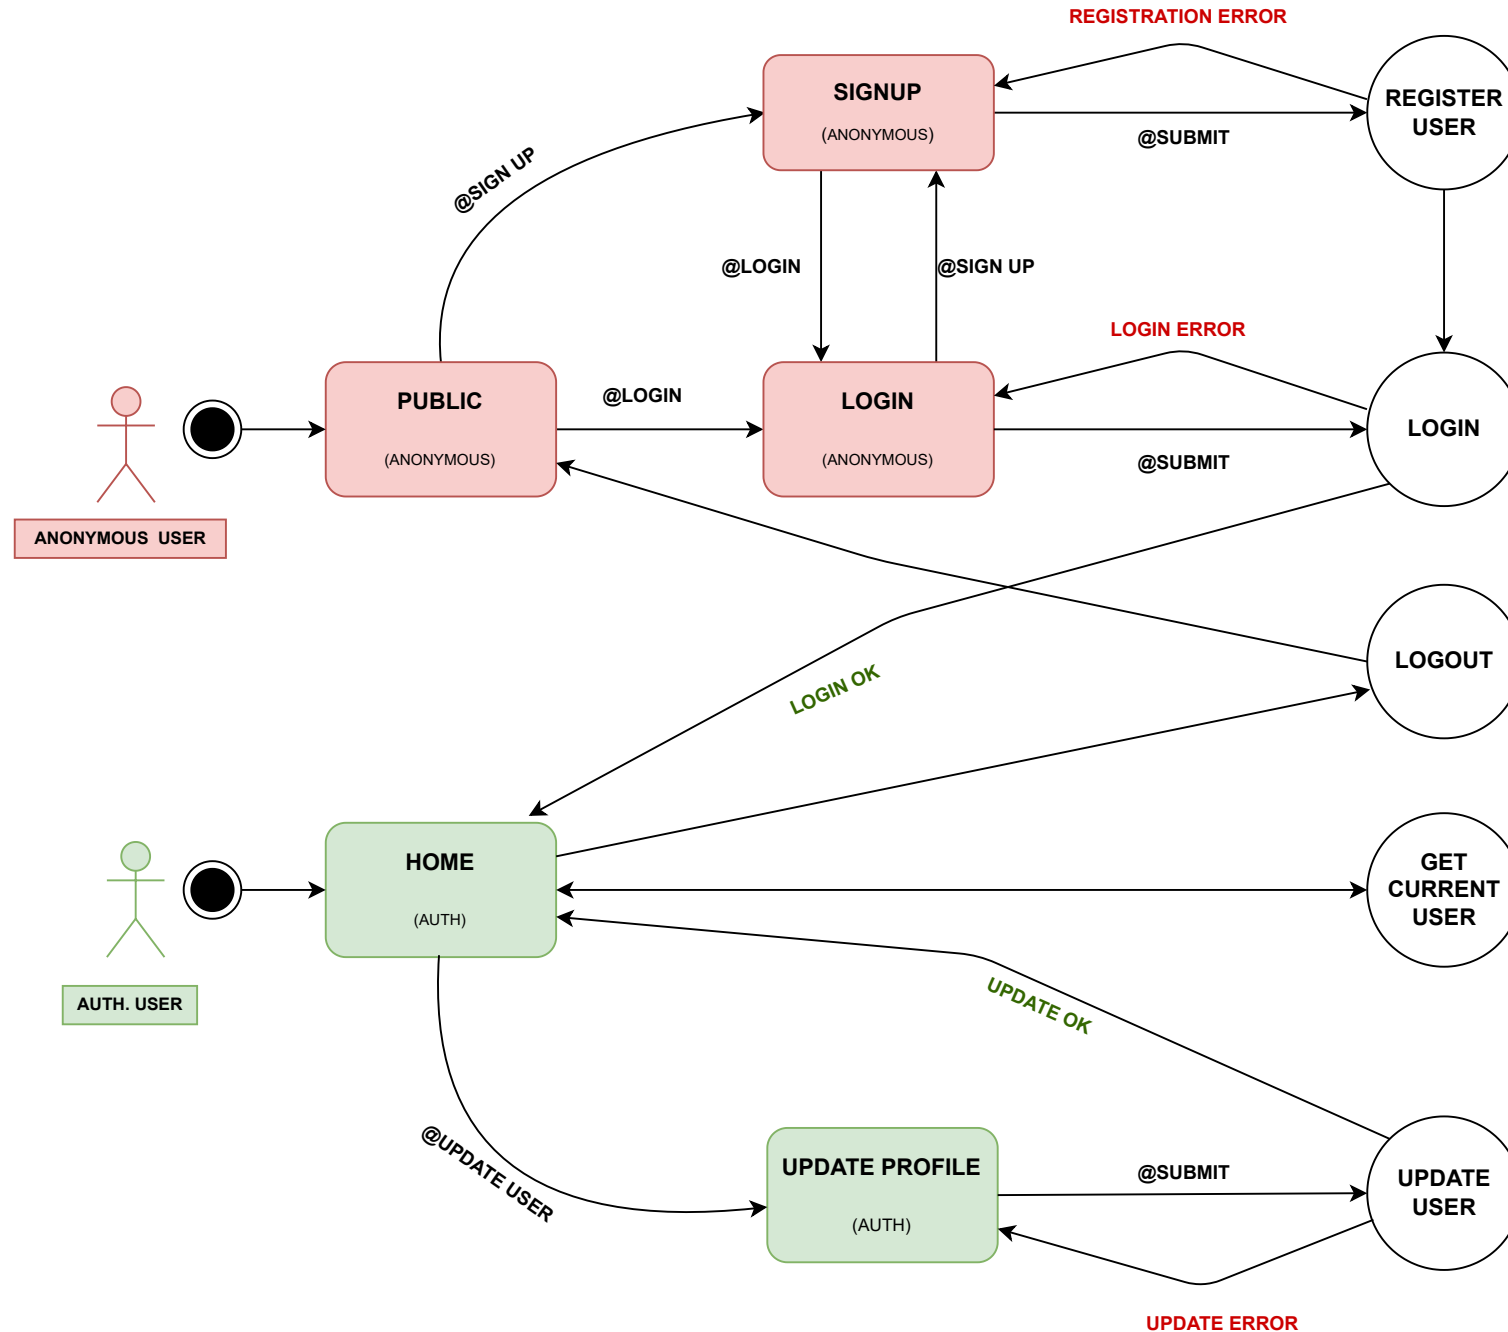 REGISTRATION ERROR
SIGNUP
(ANONYMOUS)
REGISTER
USER
@SUBMIT
@SIGN UP
@LOGIN
@SIGN UP
LOGIN ERROR
PUBLIC
(ANONYMOUS)
@LOGIN
LOGIN
(ANONYMOUS)
@SUBMIT
LOGIN
ANONYMOUS  USER
LOGOUT
LOGIN OK
HOME
(AUTH)
GET
CURRENT
USER
AUTH. USER
UPDATE OK
@UPDATE USER
UPDATE PROFILE
(AUTH)
@SUBMIT
UPDATE
USER
UPDATE ERROR